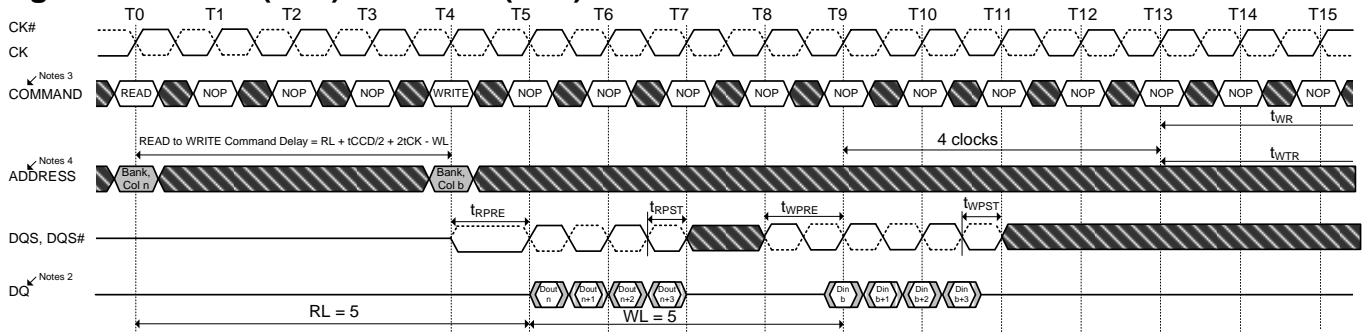 T0 T1 T2 T3 T4 T5 T6 T7 T8 T9 T10 T11 T12 T13 T14 T15
CK#
CK
Notes 3
COMMAND READ NOP NOP NOP WRITE NOP NOP NOP NOP NOP NOP NOP NOP NOP NOP NOP
tWR
READ to WRITE Command Delay = RL + tCCD/2 + 2tCK - WL
4 clocks
tWTR
Notes 4
ADDRESS
Bank, Col n
Bank, Col b
tRPRE tRPST tWPRE tWPST
DQS, DQS#
Notes 2
DQ
Dout n
Dout n+1
Dout n+2
Dout n+3
Din b
Din b+1
Din b+2
Din b+3
RL = 5 WL = 5